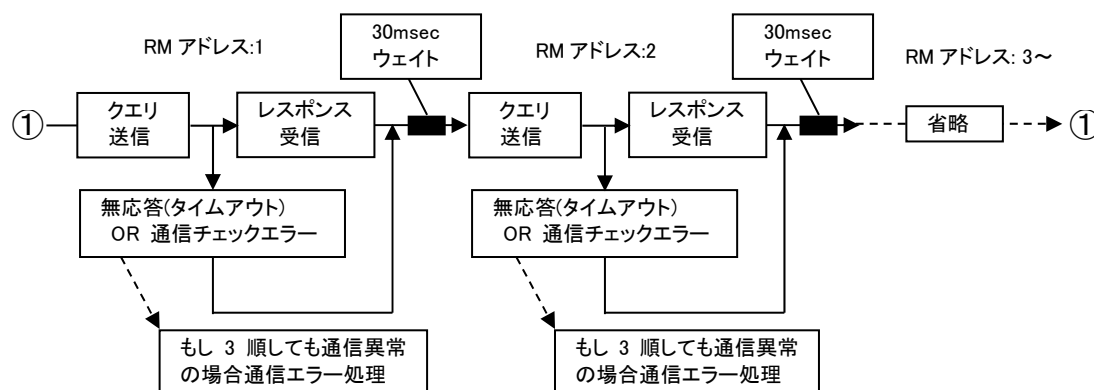 RM アドレス:1
30msec
ウェイト
RM アドレス:2
30msec
ウェイト
RM アドレス: 3～
①
クエリ
送信
レスポンス
受信
クエリ
送信
レスポンス
受信
省略
①
無応答(タイムアウト)
OR 通信チェックエラー
無応答(タイムアウト)
OR 通信チェックエラー
もし 3 順しても通信異常
の場合通信エラー処理
もし 3 順しても通信異常
の場合通信エラー処理